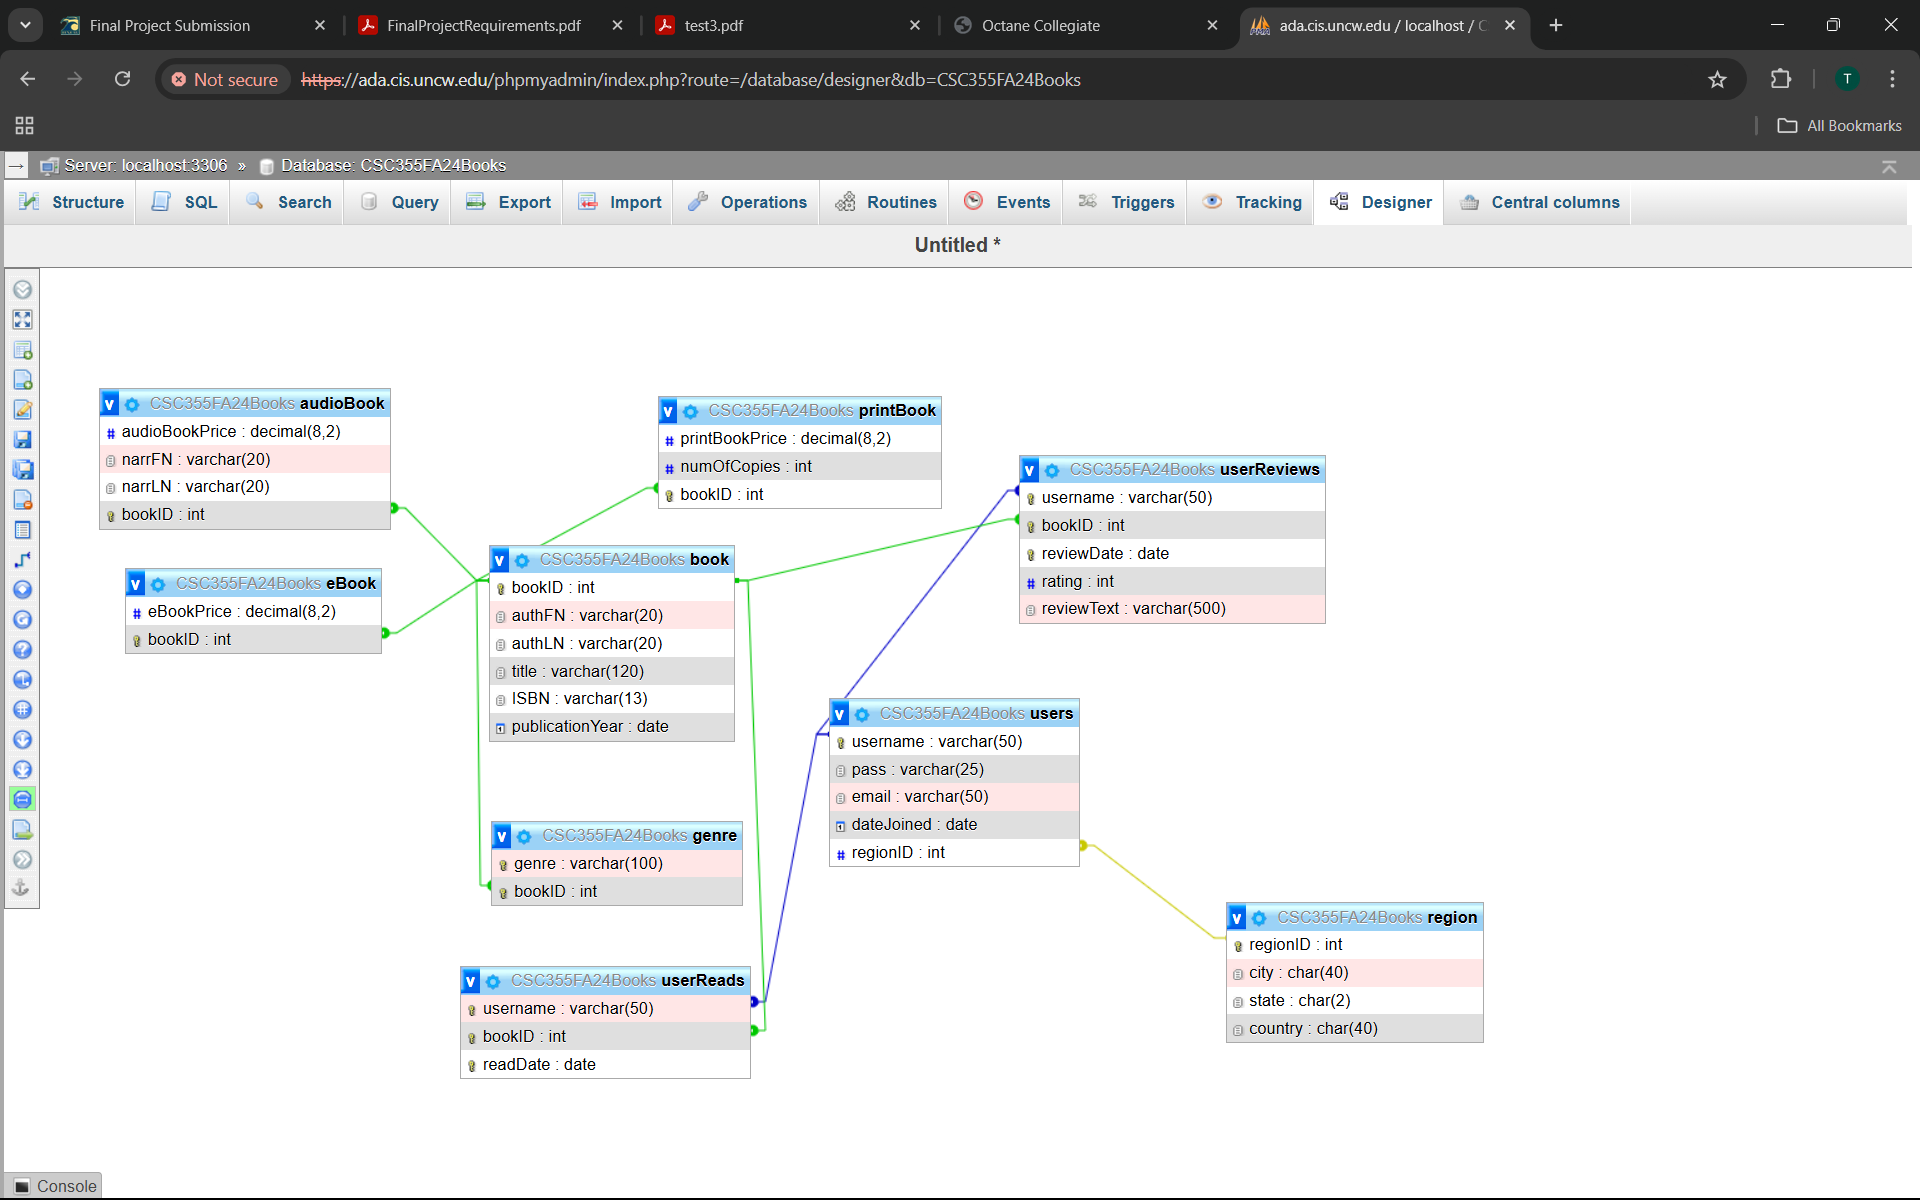 Final Project Submission
FinalProjectRequirements.pdf
test3.pdf
Octane Collegiate
ada.cis.uncw.edu / localhost / C
Not secure
https://ada.cis.uncw.edu/phpmyadmin/index.php?route=/database/designer&db=CSC355FA24Books
T
All Bookmarks
Server: localhost:3306 » Database: CSC355FA24Books
Structure
SQL
Search
Query
Export
Import
Operations
Routines
Events
Triggers
Tracking
Designer
Central columns
Untitled *
v CSC355FA24Books audioBook
# audioBookPrice : decimal(8,2)
narrFN : varchar(20)
narrLN : varchar(20)
bookID : int
v CSC355FA24Books printBook
# printBookPrice : decimal(8,2)
# numOfCopies : int
bookID : int
v CSC355FA24Books userReviews
username : varchar(50)
bookID : int
reviewDate : date
# rating : int
reviewText : varchar(500)
v CSC355FA24Books eBook
# eBookPrice : decimal(8,2)
bookID : int
v CSC355FA24Books book
bookID : int
authFN : varchar(20)
authLN : varchar(20)
title : varchar(120)
ISBN : varchar(13)
publicationYear : date
v CSC355FA24Books users
username : varchar(50)
pass : varchar(25)
email : varchar(50)
dateJoined : date
# regionID : int
v CSC355FA24Books genre
genre : varchar(100)
bookID : int
v CSC355FA24Books region
regionID : int
city : char(40)
state : char(2)
country : char(40)
v CSC355FA24Books userReads
username : varchar(50)
bookID : int
readDate : date
Console